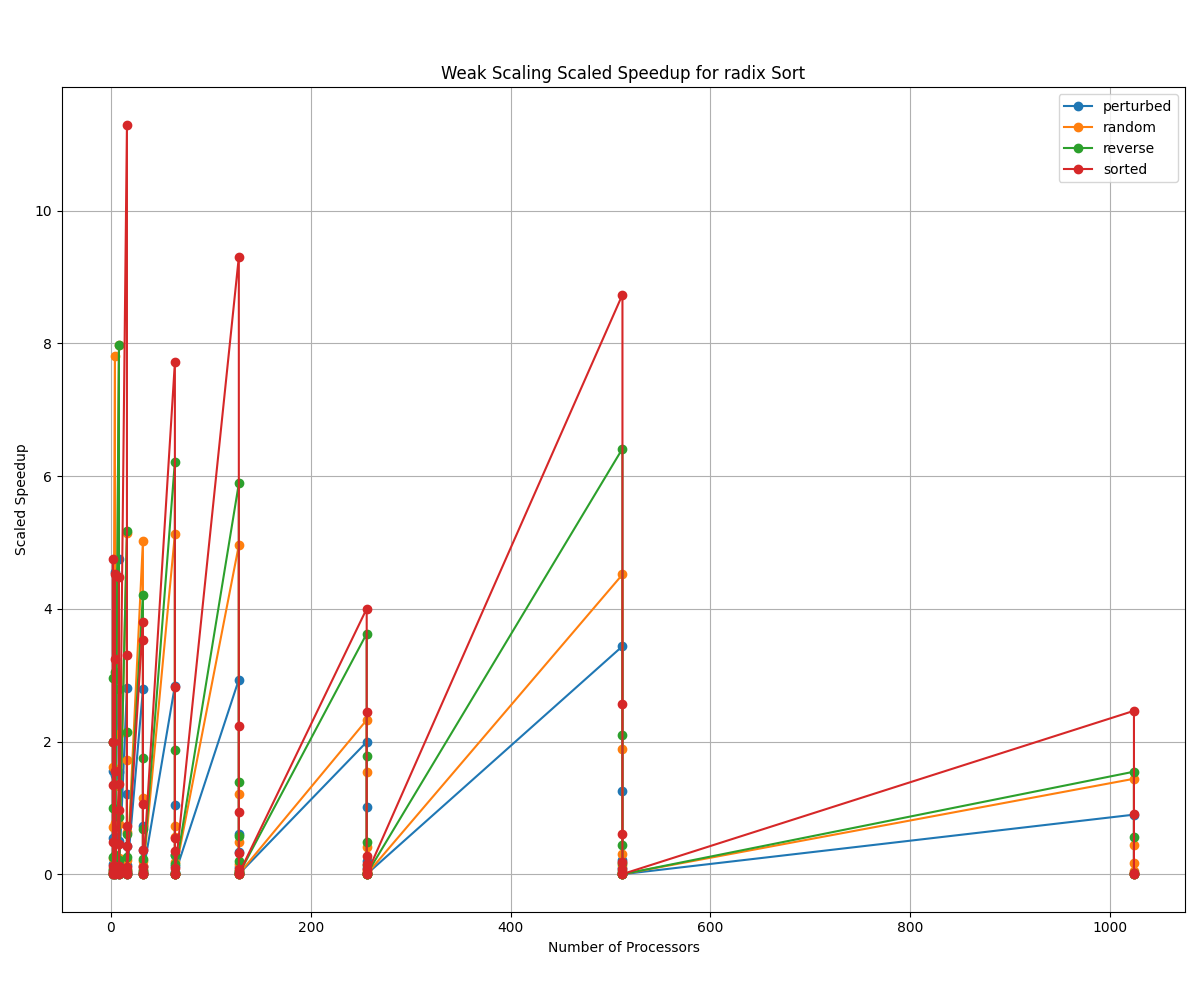 Weak Scaling Scaled Speedup for radix Sort
perturbed
random
reverse
sorted
10
8
6
4
2
0
Scaled Speedup
0 200 400 600 800 1000
Number of Processors